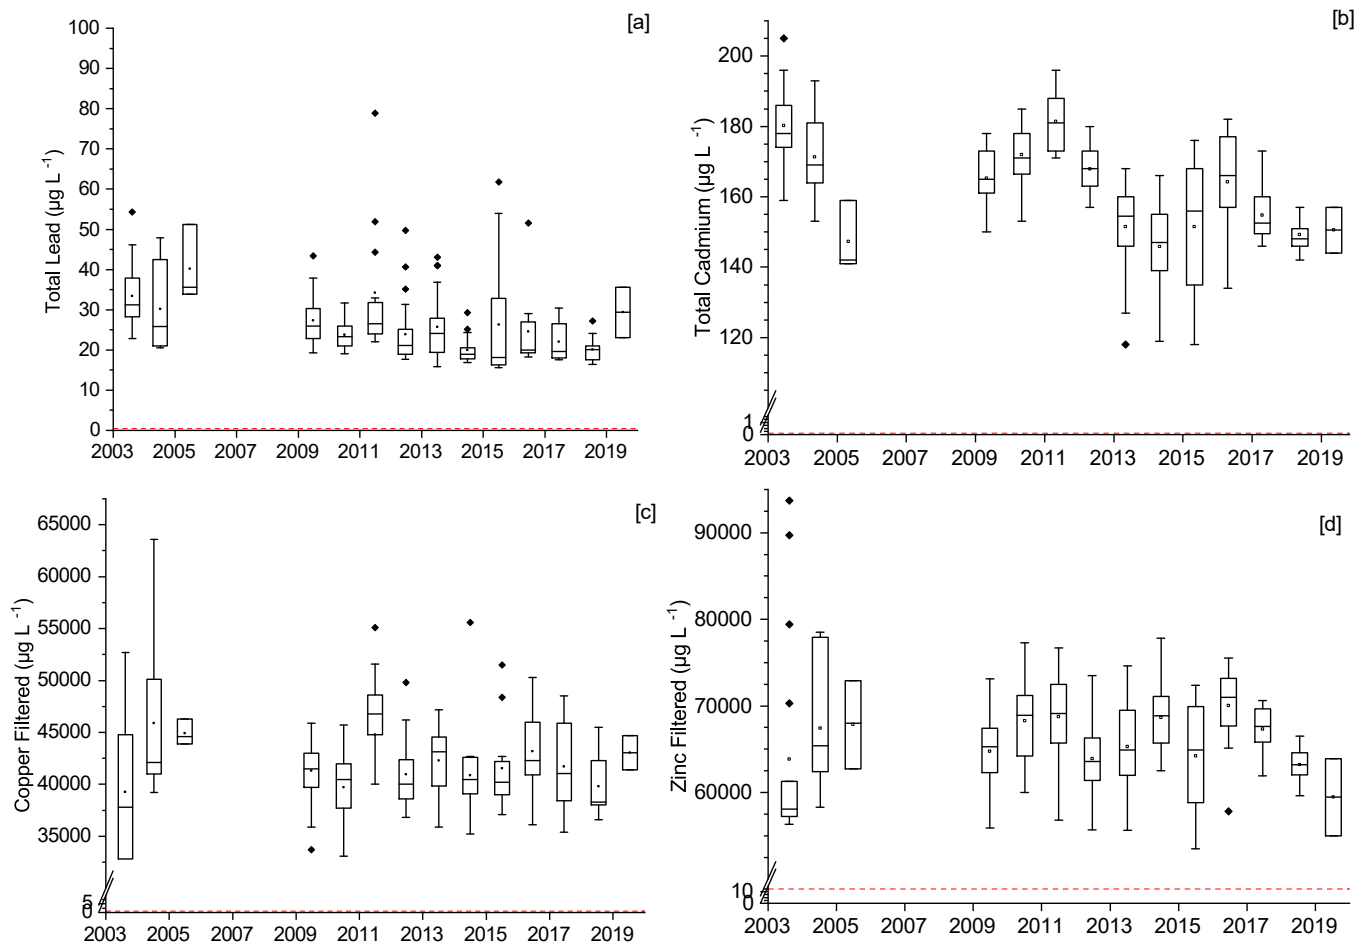 [a]
100
90
80
70
60
50
40
30
20
10
0
Total Lead (µg L -1)
2003 2005 2007 2009 2011 2013 2015 2017 2019
[b]
200
180
160
140
120
1
0
Total Cadmium (µg L -1)
2003 2005 2007 2009 2011 2013 2015 2017 2019
[c]
65000
60000
55000
50000
45000
40000
35000
5
0
Copper Filtered (µg L -1)
2003 2005 2007 2009 2011 2013 2015 2017 2019
[d]
90000
80000
70000
60000
10
0
Zinc Filtered (µg L -1)
2003 2005 2007 2009 2011 2013 2015 2017 2019